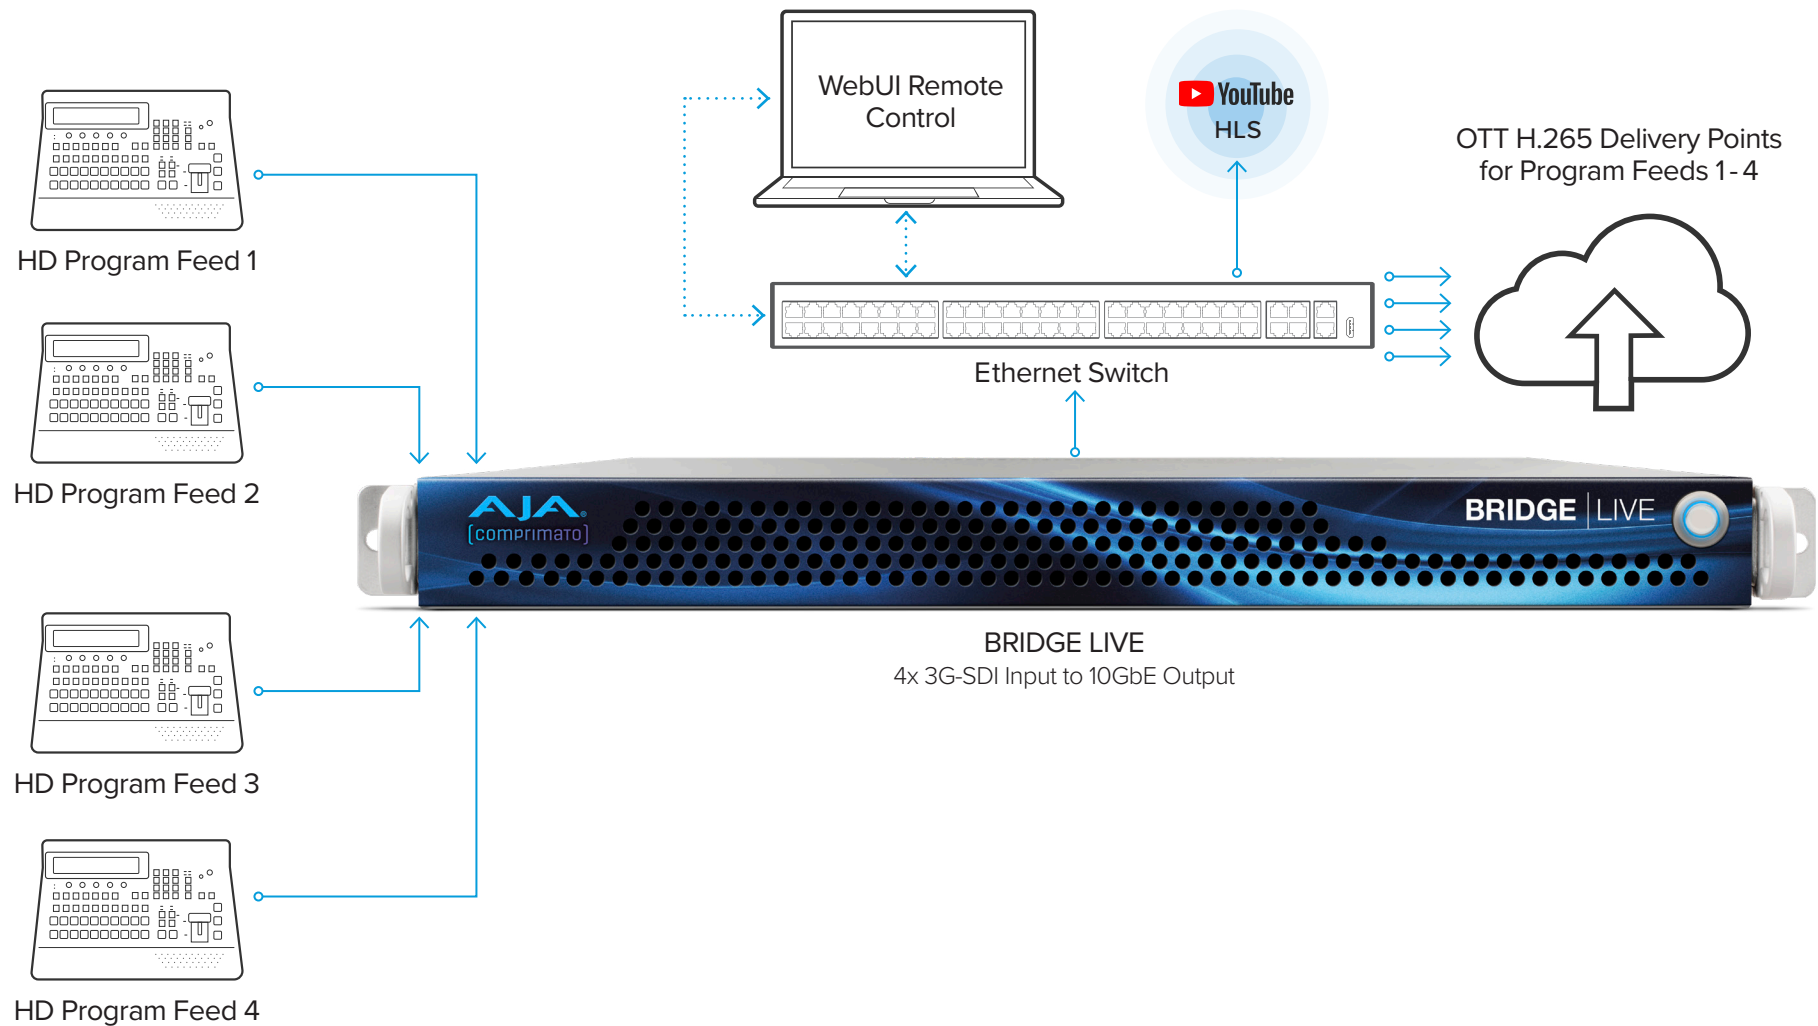 WebUI Remote
Control
YouTube
HLS
OTT H.265 Delivery Points
for Program Feeds 1-4
HD Program Feed 1
Ethernet Switch
HD Program Feed 2
AJA
[comprimato]
BRIDGE | LIVE
BRIDGE LIVE
4x 3G-SDI Input to 10GbE Output
HD Program Feed 3
HD Program Feed 4